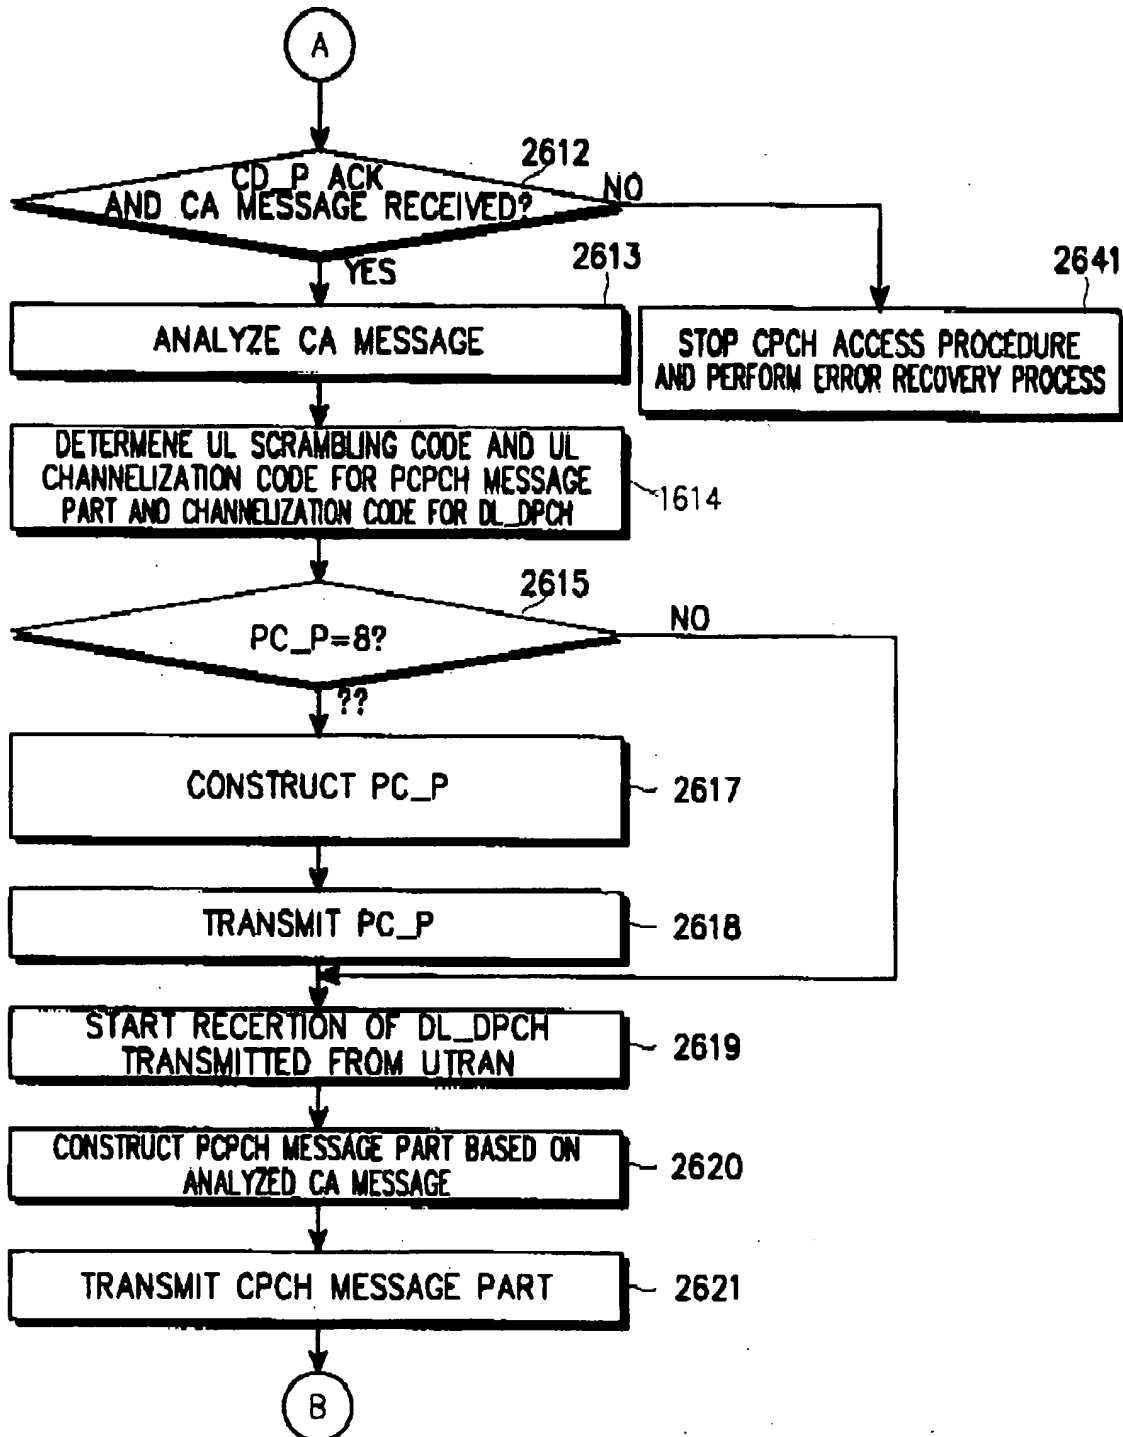 A
2612
CD_P ACK
AND CA MESSAGE RECEIVED?
NO
YES
2613
2641
ANALYZE CA MESSAGE
STOP CPCH ACCESS PROCEDURE
AND PERFORM ERROR RECOVERY PROCESS
DETERMENE UL SCRAMBLING CODE AND UL
CHANNELIZATION CODE FOR PCPCH MESSAGE
PART AND CHANNELIZATION CODE FOR DL_DPCH
1614
2615
PC_P=8?
NO
??
CONSTRUCT PC_P
2617
TRANSMIT PC_P
2618
START RECERTION OF DL_DPCH
TRANSMITTED FROM UTRAN
2619
CONSTRUCT PCPCH MESSAGE PART BASED ON
ANALYZED CA MESSAGE
2620
TRANSMIT CPCH MESSAGE PART
2621
B